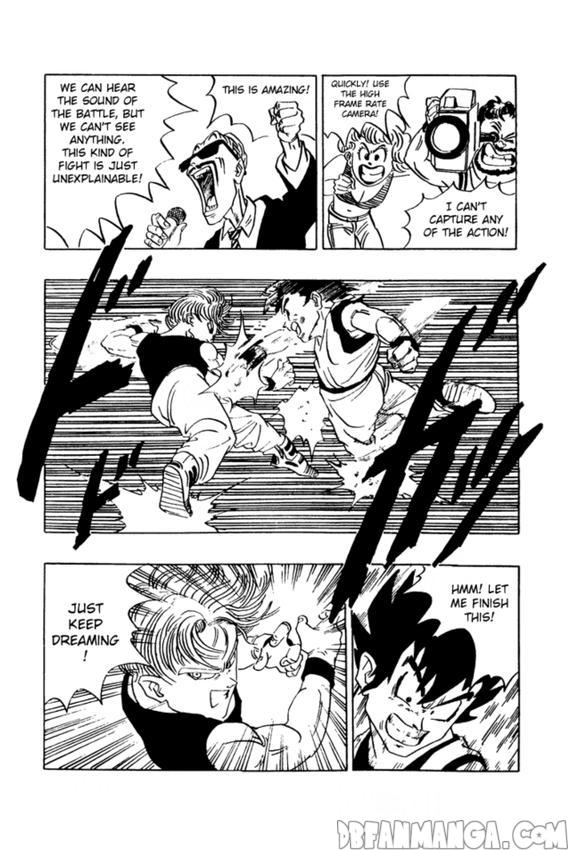 QUICKLY! USE
THE HIGH
FRAME RATE
CAMERA!
I CAN'T
CAPTURE ANY
OF THE ACTION!
THIS IS AMAZING!
WE CAN HEAR
THE SOUND OF
THE BATTLE, BUT
WE CAN'T SEE
ANYTHING.
THIS KIND OF
FIGHT IS JUST
UNEXPLAINABLE!
ガッ
HMM! LET
ME FINISH
THIS!
JUST
KEEP
DREAMING
!
DBFANMANGA.COM